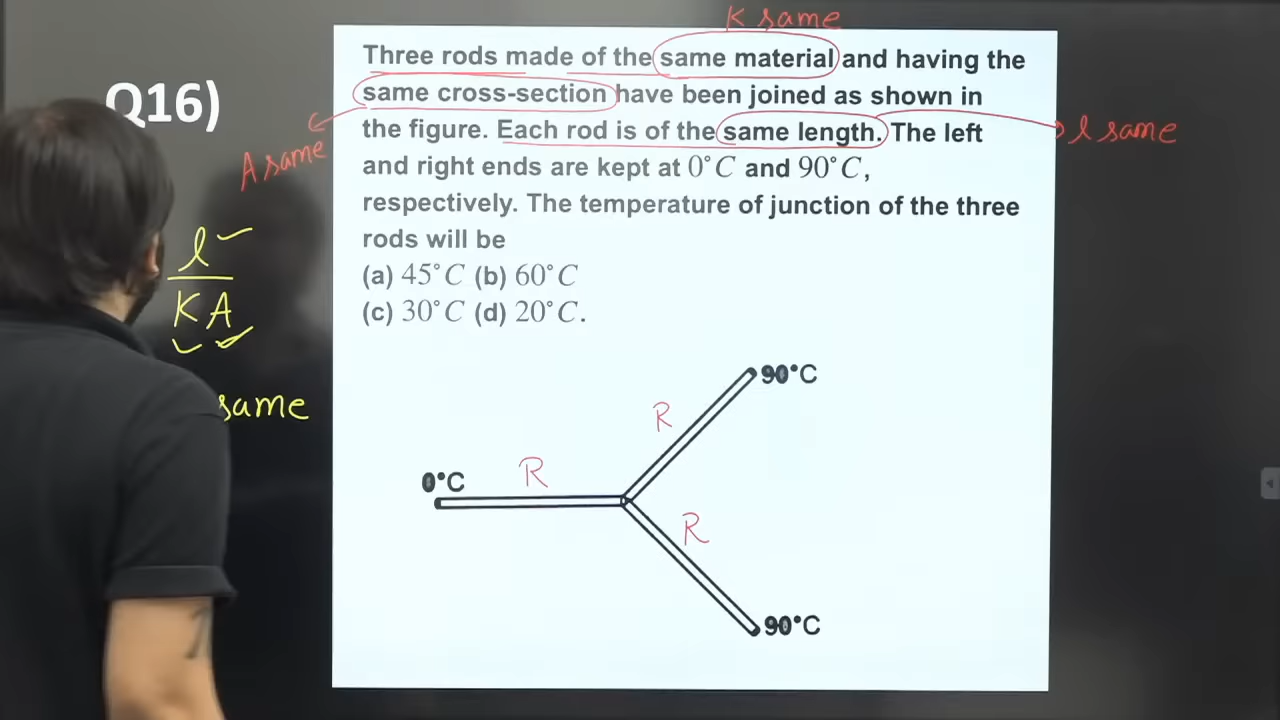 K same
Q16)
Three rods made of the same material and having the
same cross-section have been joined as shown in
the figure. Each rod is of the same length. The left
and right ends are kept at 0°C and 90°C,
respectively. The temperature of junction of the three
rods will be
(a) 45°C (b) 60°C
(c) 30°C (d) 20°C.
A same
l same
l
K A
same
90°C
R
0°C
R
R
90°C